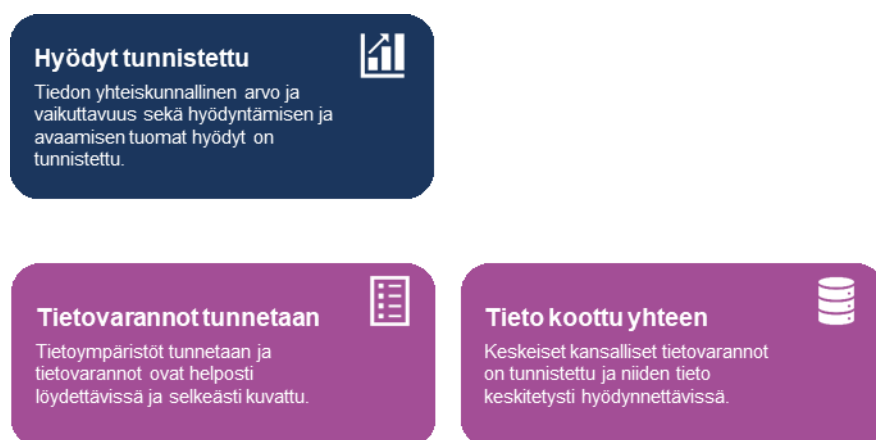 Hyödyt tunnistettu
Tiedon yhteiskunnallinen arvo ja
vaikuttavuus sekä hyödyntämisen ja
avaamisen tuomat hyödyt on
tunnistettu.
Tietovarannot tunnetaan
Tietoympäristöt tunnetaan ja
tietovarannot ovat helposti
löydettävissä ja selkeästi kuvattu.
Tieto koottu yhteen
Keskeiset kansalliset tietovarannot
on tunnistettu ja niiden tieto
keskitetysti hyödynnettävissä.